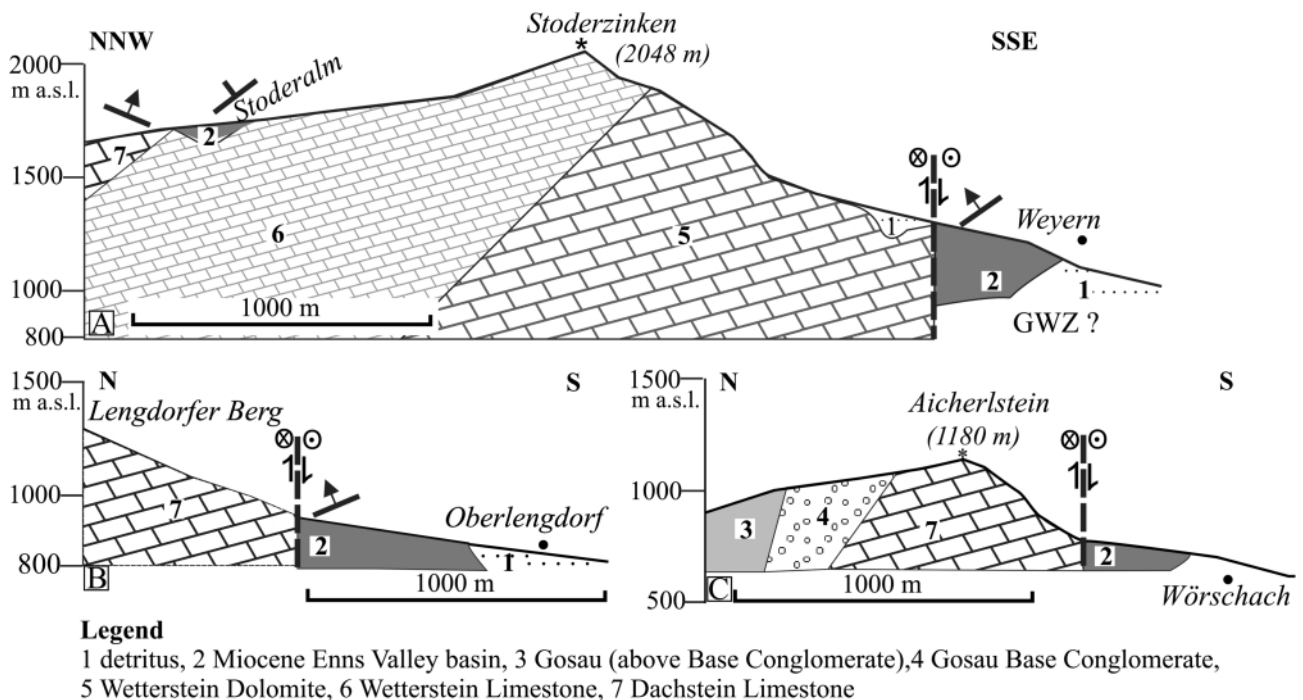 NNW
Stoderzinken
(2048 m)
SSE
2000
m a.s.l.
Stoderalm
2
7
1500
6
5
1
Weyern
2
1
1000
1000 m
GWZ ?
A
800
1500
m a.s.l.
N
S
Lengdorfer Berg
1000
7
2
Oberlengdorf
1
800
B
1000 m
1500
m a.s.l.
N
S
Aicherlstein
(1180 m)
*
1000
3
4
7
2
C
1000 m
500
Wörschach
Legend
1 detritus, 2 Miocene Enns Valley basin, 3 Gosau (above Base Conglomerate),4 Gosau Base Conglomerate,
5 Wetterstein Dolomite, 6 Wetterstein Limestone, 7 Dachstein Limestone